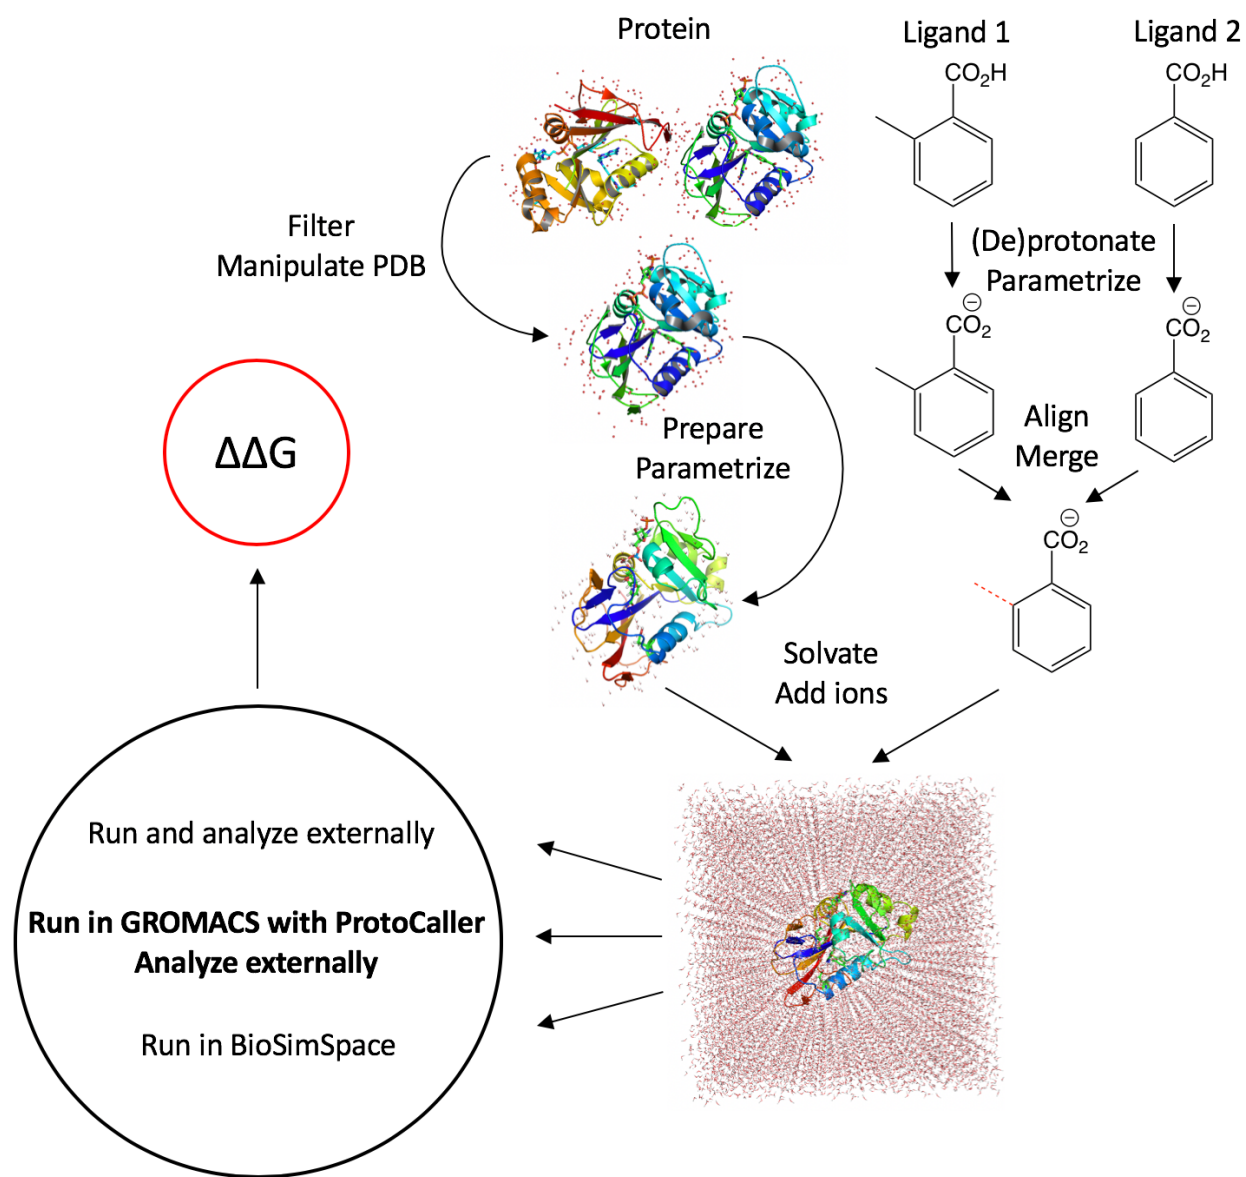 Protein
Ligand 1
Ligand 2
CO₂H
CO₂H
Filter
Manipulate PDB
(De)protonate
Parametrize
⊖
CO₂
⊖
CO₂
Prepare
Parametrize
Align
Merge
⊖
CO₂
ΔΔG
Solvate
Add ions
Run and analyze externally
Run in GROMACS with ProtoCaller
Analyze externally
Run in BioSimSpace